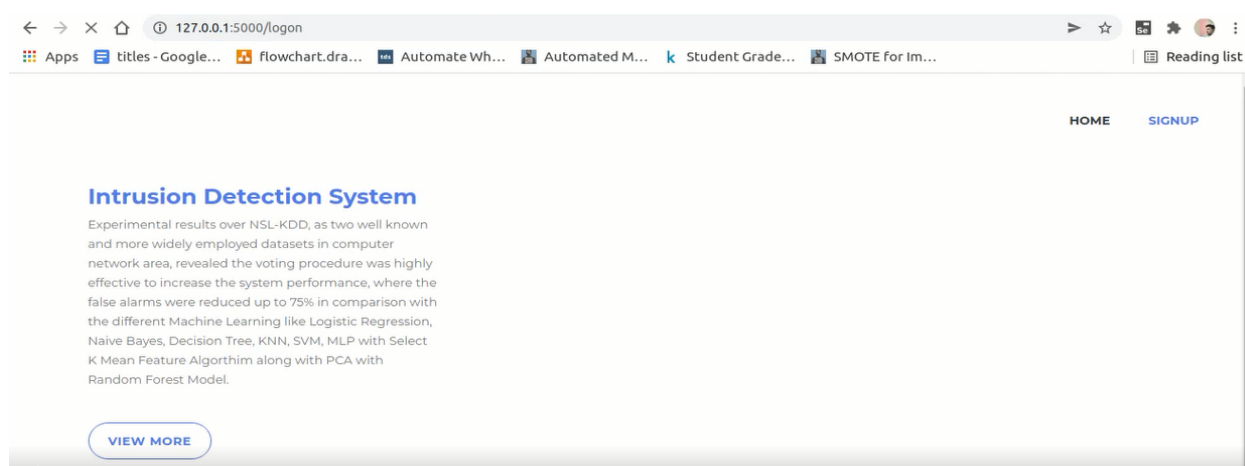 127.0.0.1:5000/logon
Se
Apps titles - Google... flowchart.dra... tds Automate Wh... Automated M... k Student Grade... SMOTE for Im... Reading list
HOME SIGNUP
Intrusion Detection System
Experimental results over NSL-KDD, as two well known
and more widely employed datasets in computer
network area, revealed the voting procedure was highly
effective to increase the system performance, where the
false alarms were reduced up to 75% in comparison with
the different Machine Learning like Logistic Regression,
Naive Bayes, Decision Tree, KNN, SVM, MLP with Select
K Mean Feature Algorthim along with PCA with
Random Forest Model.
VIEW MORE